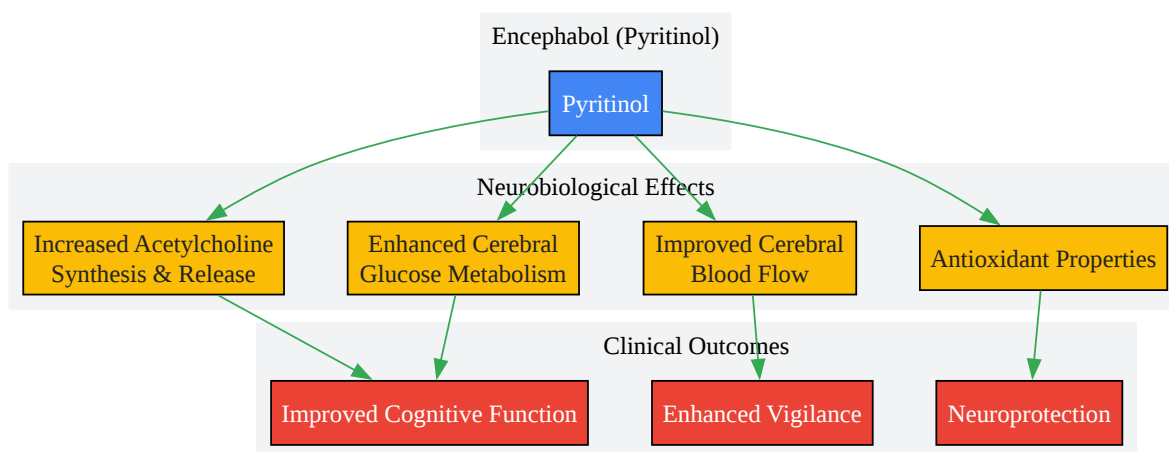 Encephabol (Pyritinol)
Pyritinol
Neurobiological Effects
Increased Acetylcholine
Synthesis & Release
Enhanced Cerebral
Glucose Metabolism
Improved Cerebral
Blood Flow
Antioxidant Properties
Clinical Outcomes
Improved Cognitive Function
Enhanced Vigilance
Neuroprotection